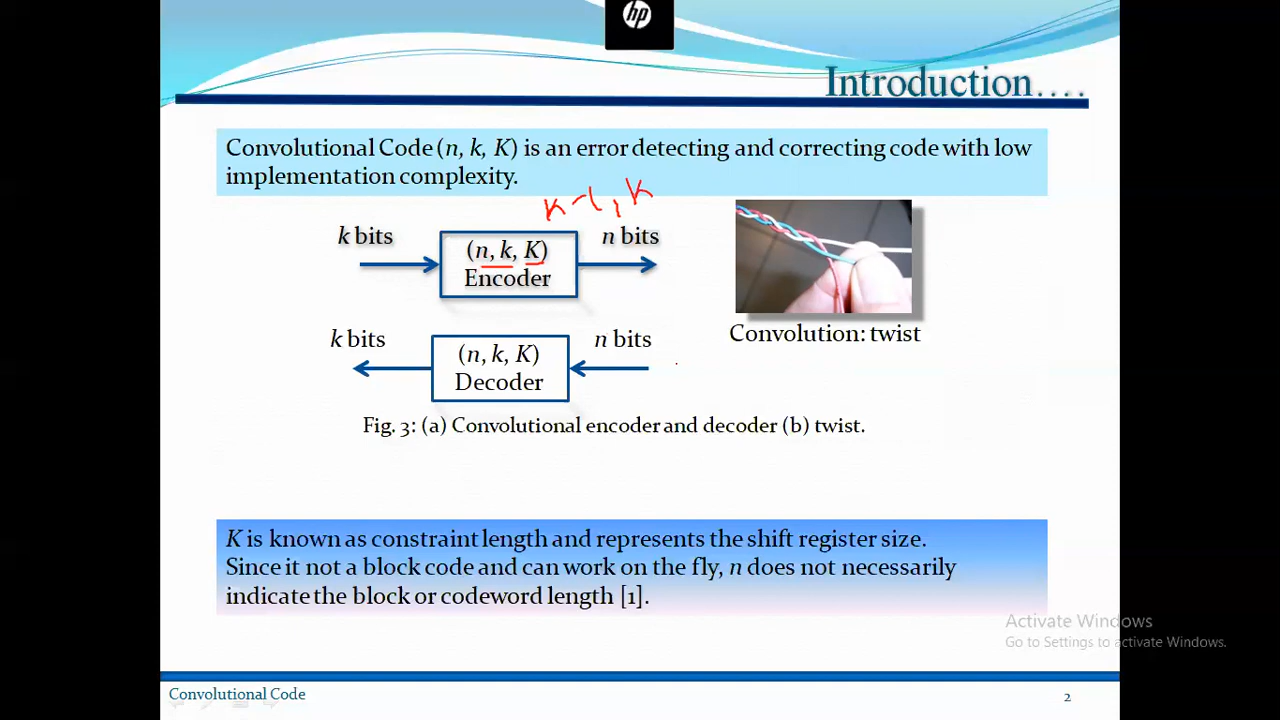 hp
Introduction....
Convolutional Code (n, k, K) is an error detecting and correcting code with low
implementation complexity.
K-1, K
k bits
(n, k, K)
Encoder
n bits
k bits
(n, k, K)
Decoder
n bits
Convolution: twist
Fig. 3: (a) Convolutional encoder and decoder (b) twist.
K is known as constraint length and represents the shift register size.
Since it not a block code and can work on the fly, n does not necessarily
indicate the block or codeword length [1].
Activate Windows
Go to Settings to activate Windows.
Convolutional Code
2